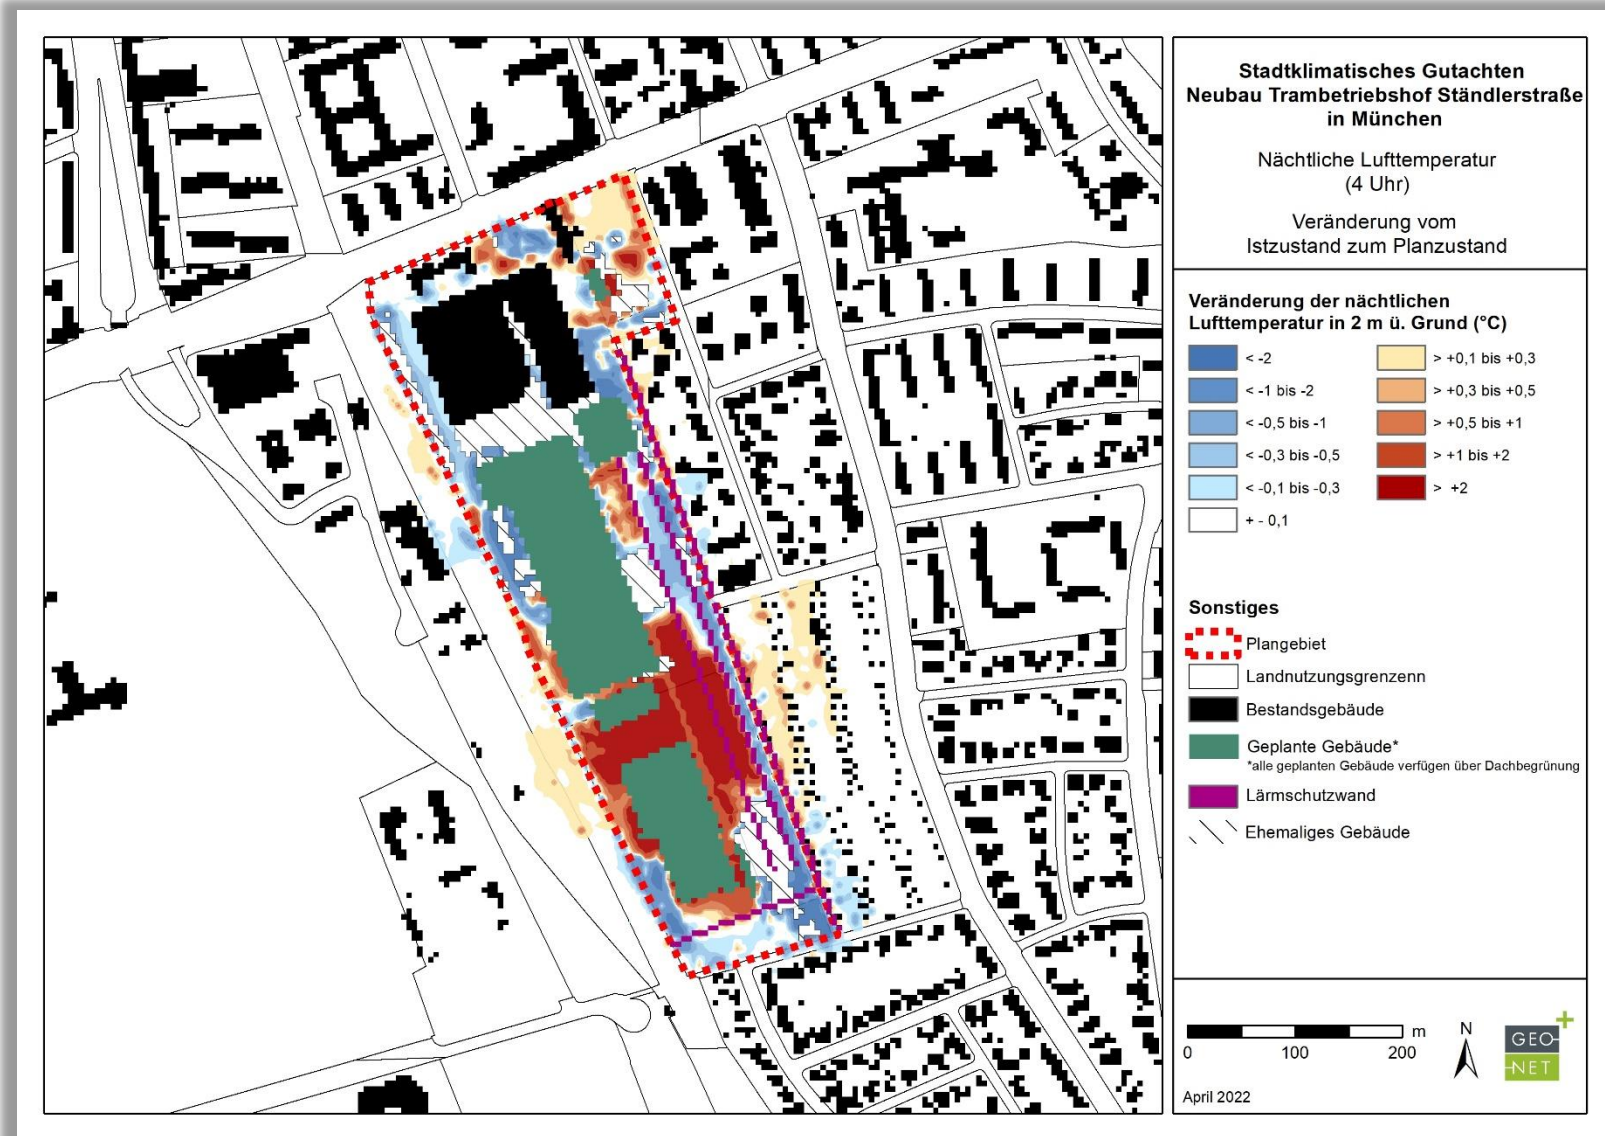 Stadtklimatisches Gutachten
Neubau Trambetriebshof Ständlerstraße
in München
Nächtliche Lufttemperatur
(4 Uhr)
Veränderung vom
Istzustand zum Planzustand
Veränderung der nächtlichen
Lufttemperatur in 2 m ü. Grund (°C)
< -2
< -1 bis -2
< -0,5 bis -1
< -0,3 bis -0,5
< -0,1 bis -0,3
+ - 0,1
> +0,1 bis +0,3
> +0,3 bis +0,5
> +0,5 bis +1
> +1 bis +2
> +2
Sonstiges
Plangebiet
Landnutzungsgrenzenn
Bestandsgebäude
Geplante Gebäude*
*alle geplanten Gebäude verfügen über Dachbegrünung
Lärmschutzwand
Ehemaliges Gebäude
m
0 100 200
N
GEO-
-NET
April 2022